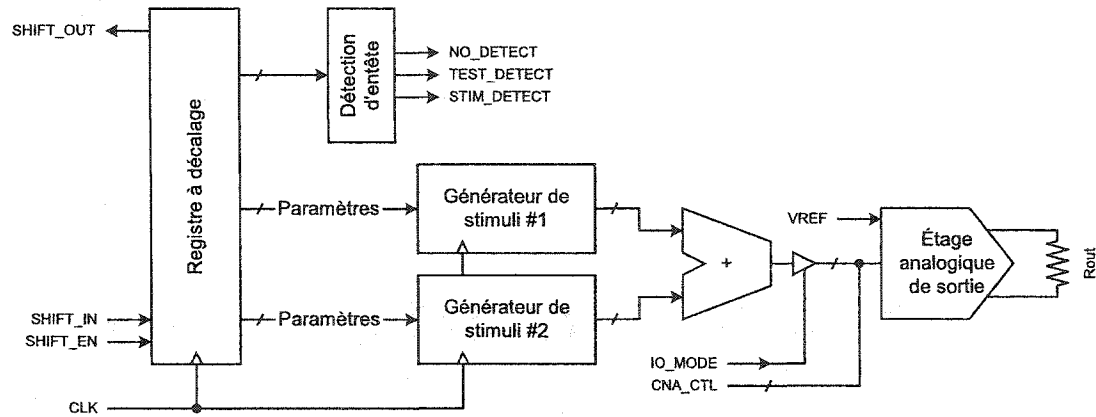 SHIFT_OUT
Registre à décalage
Détection
d'entête
NO_DETECT
TEST_DETECT
STIM_DETECT
Paramètres
Générateur de
stimuli #1
VREF
Étage
analogique
de sortie
Rout
+
SHIFT_IN
SHIFT_EN
Paramètres
Générateur de
stimuli #2
IO_MODE
CNA_CTL
CLK